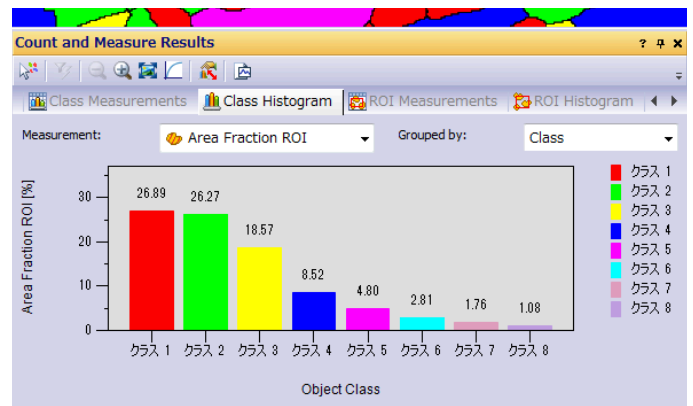 Count and Measure Results
Class Measurements Class Histogram ROI Measurements ROI Histogram
Measurement: Area Fraction ROI Grouped by: Class
Area Fraction ROI [%]
30
20
10
0
26.89 26.27 18.57 8.52 4.80 2.81 1.76 1.08
クラス 1 クラス 2 クラス 3 クラス 4 クラス 5 クラス 6 クラス 7 クラス 8
Object Class
クラス 1
クラス 2
クラス 3
クラス 4
クラス 5
クラス 6
クラス 7
クラス 8